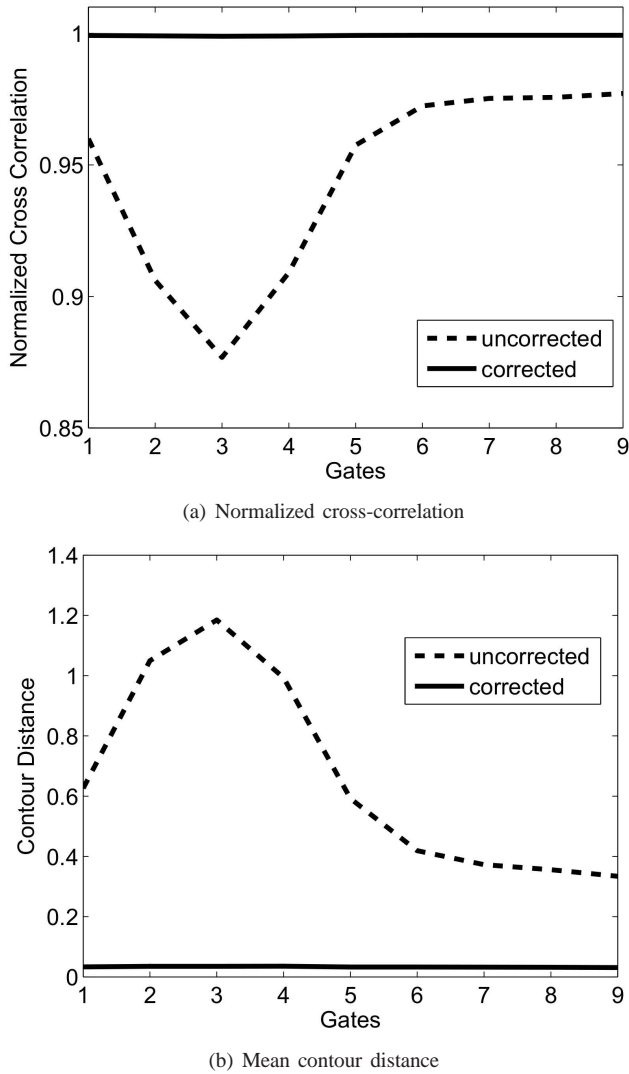 1
0.95
0.9
0.85
Normalized Cross Correlation
uncorrected
corrected
1 2 3 4 5 6 7 8 9
Gates
(a) Normalized cross-correlation
1.4
1.2
1
0.8
0.6
0.4
0.2
0
Contour Distance
uncorrected
corrected
1 2 3 4 5 6 7 8 9
Gates
(b) Mean contour distance